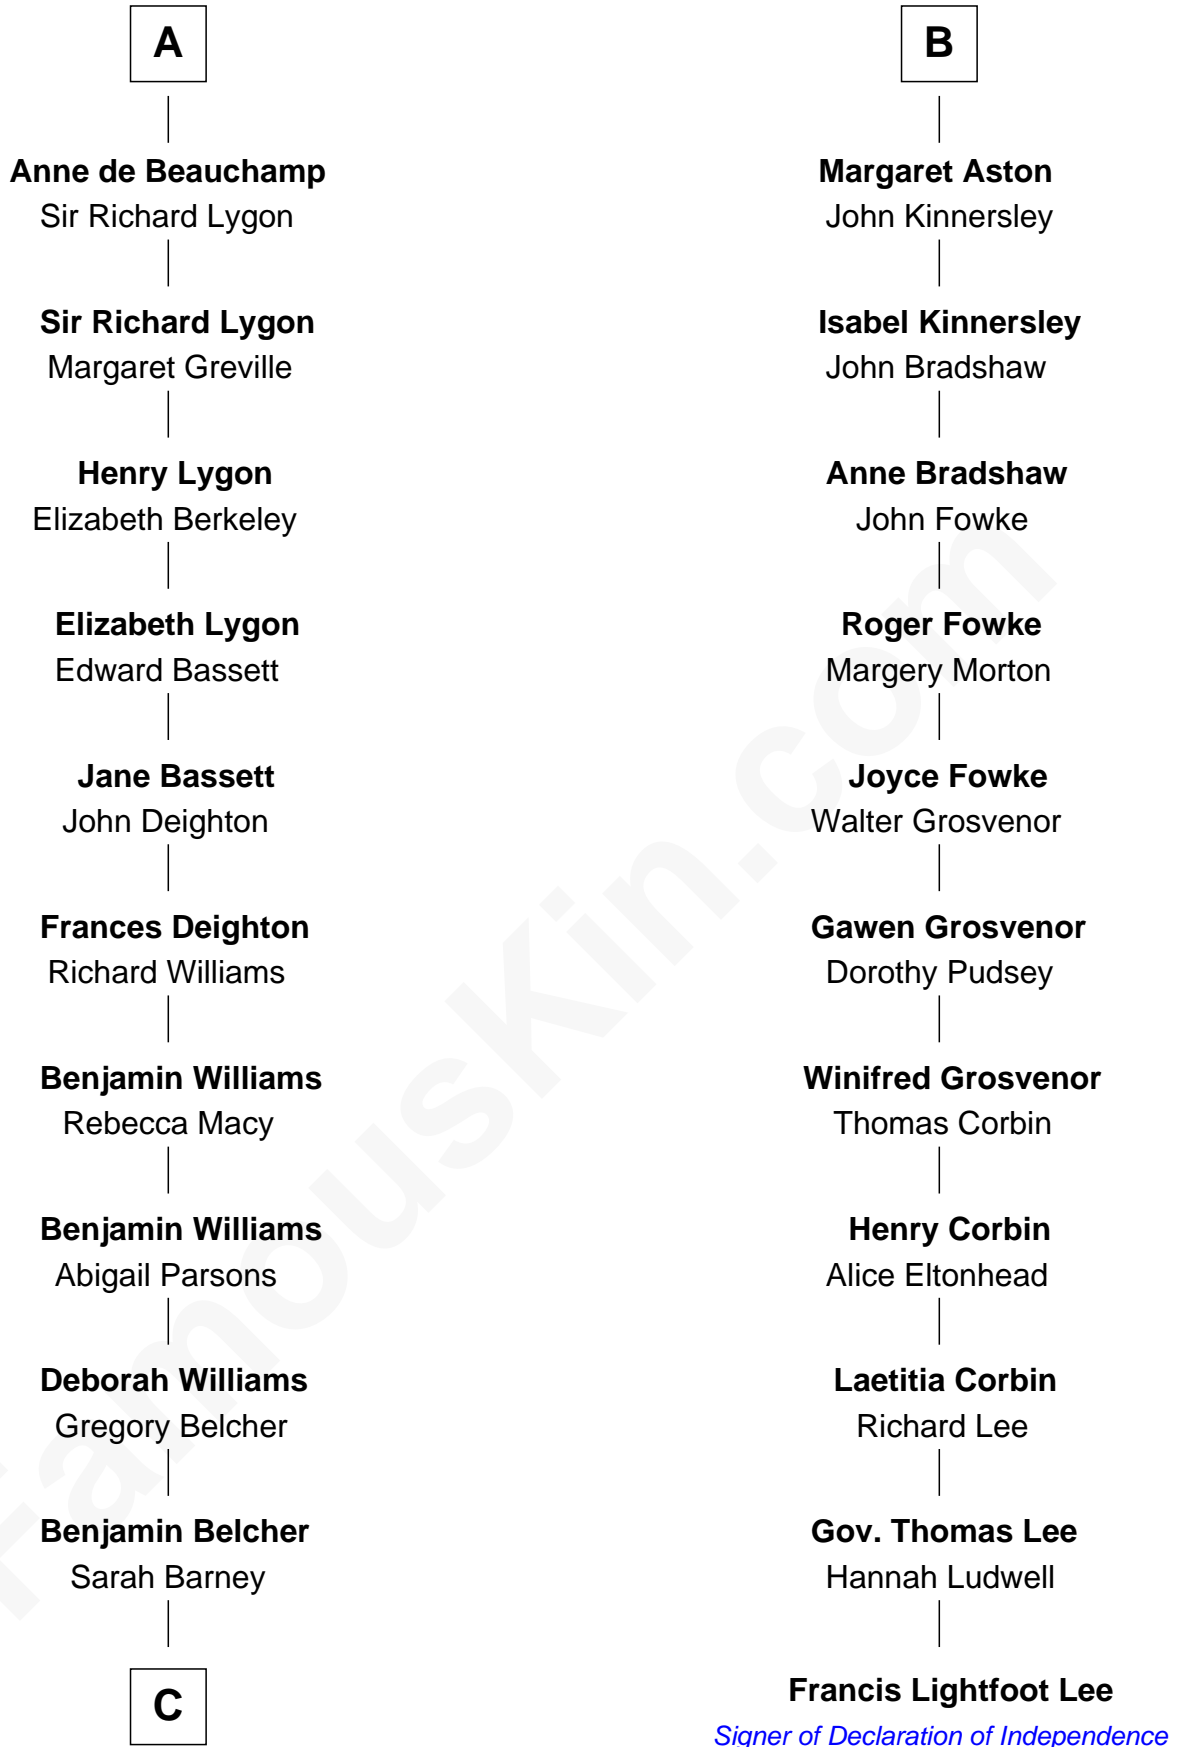 A
Anne de Beauchamp
Sir Richard Lygon
Sir Richard Lygon
Margaret Greville
Henry Lygon
Elizabeth Berkeley
Elizabeth Lygon
Edward Bassett
Jane Bassett
John Deighton
Frances Deighton
Richard Williams
Benjamin Williams
Rebecca Macy
Benjamin Williams
Abigail Parsons
Deborah Williams
Gregory Belcher
Benjamin Belcher
Sarah Barney
C
B
Margaret Aston
John Kinnersley
Isabel Kinnersley
John Bradshaw
Anne Bradshaw
John Fowke
Roger Fowke
Margery Morton
Joyce Fowke
Walter Grosvenor
Gawen Grosvenor
Dorothy Pudsey
Winifred Grosvenor
Thomas Corbin
Henry Corbin
Alice Eltonhead
Laetitia Corbin
Richard Lee
Gov. Thomas Lee
Hannah Ludwell
Francis Lightfoot Lee
Signer of Declaration of Independence
FamousKin.com